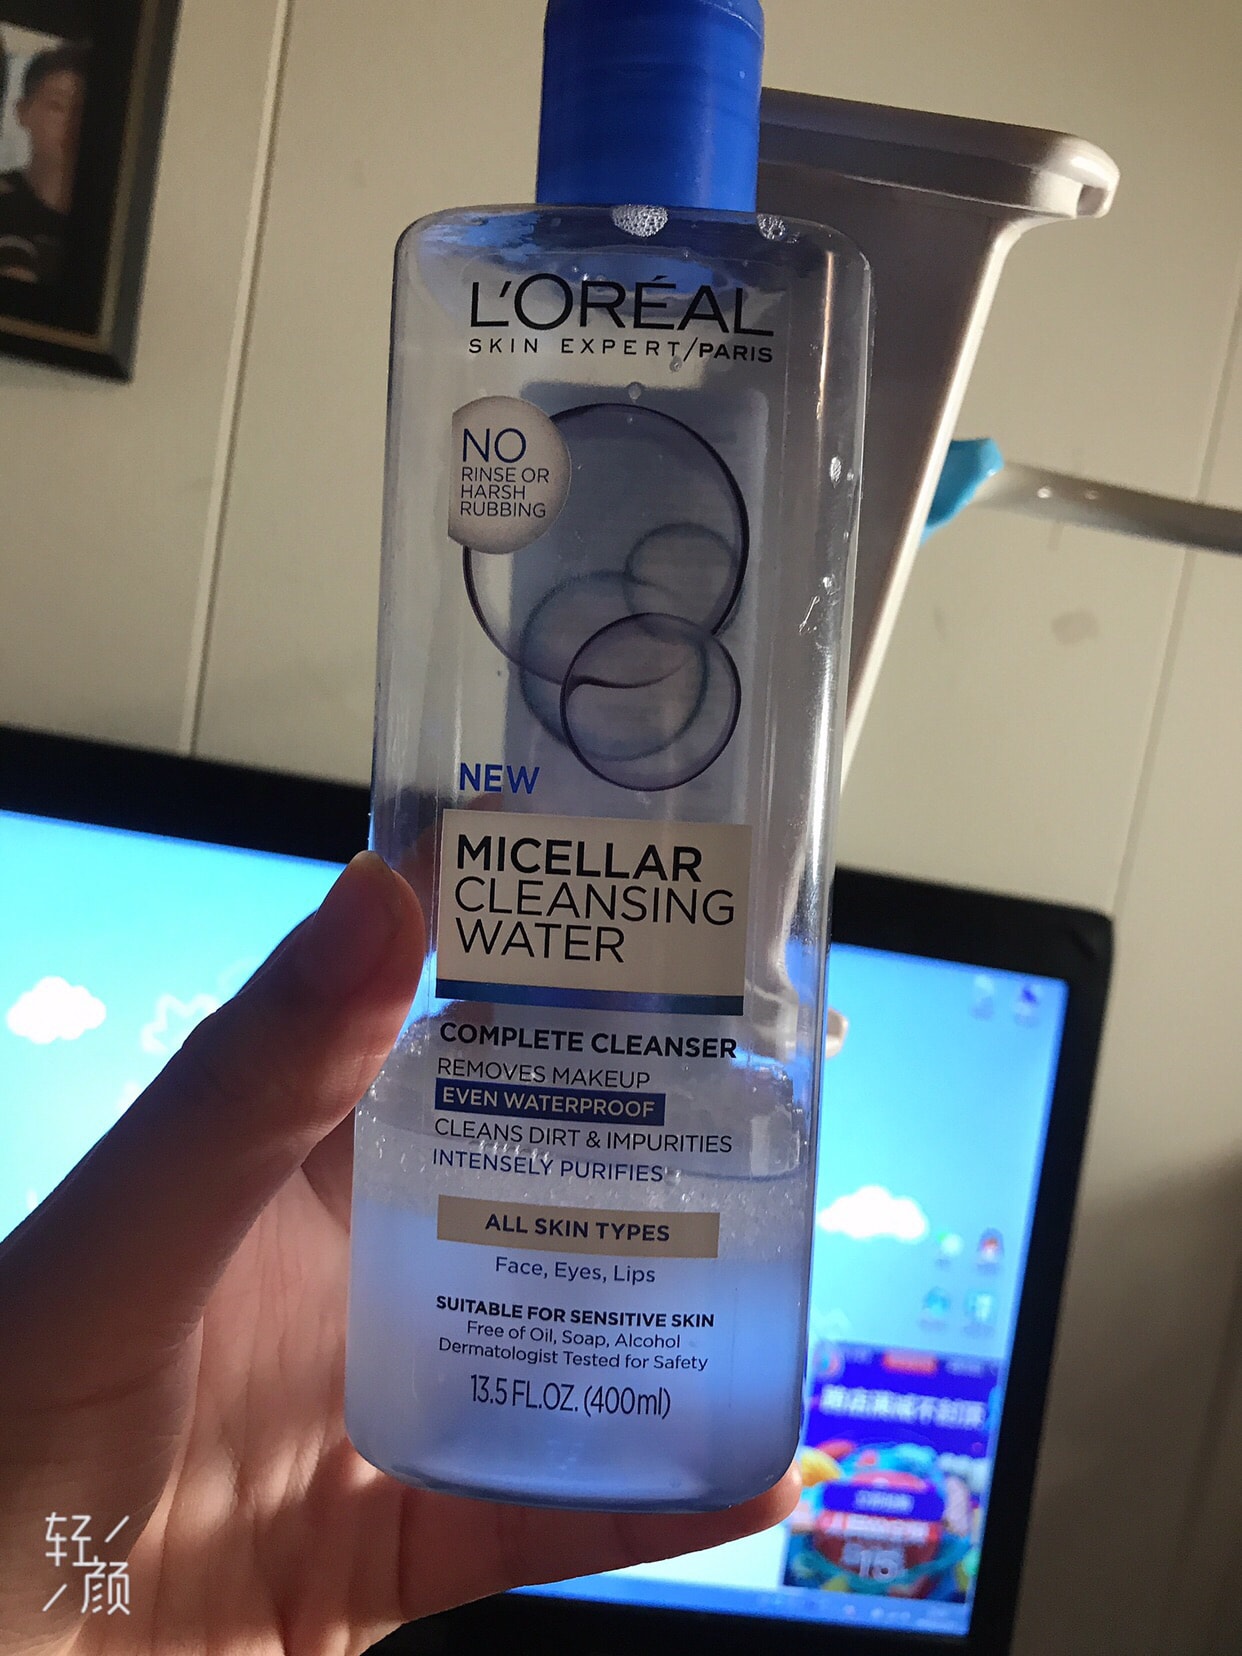 L'ORÉAL
SKIN EXPERT/PARIS
NO
RINSE OR
HARSH
RUBBING
NEW
MICELLAR
CLEANSING
WATER
COMPLETE CLEANSER
REMOVES MAKEUP
EVEN WATERPROOF
CLEANS DIRT & IMPURITIES
INTENSELY PURIFIES
ALL SKIN TYPES
Face, Eyes, Lips
SUITABLE FOR SENSITIVE SKIN
Free of Oil, Soap, Alcohol
Dermatologist Tested for Safety
13.5 FL.OZ. (400ml)
15
轻
颜